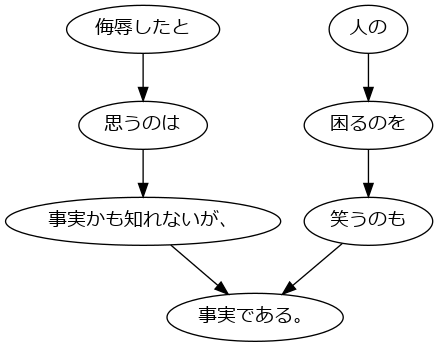 侮辱したと
人の
思うのは
困るのを
事実かも知れないが、
笑うのも
事実である。